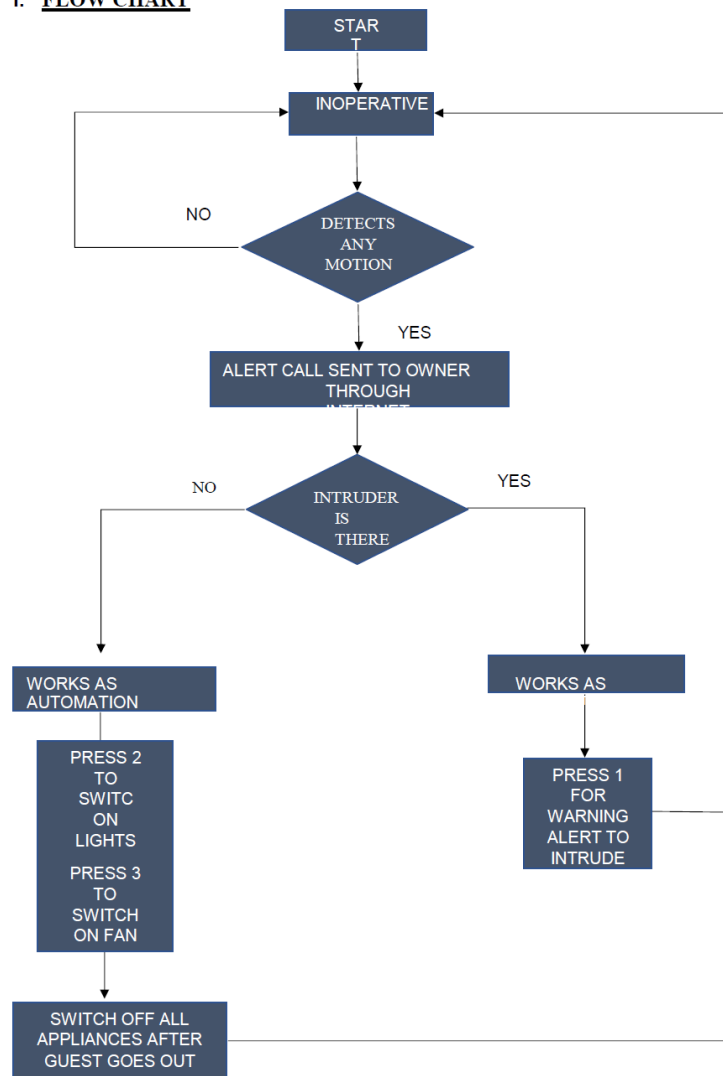 FLOW CHART
STAR
T
INOPERATIVE
NO
DETECTS
ANY
MOTION
YES
ALERT CALL SENT TO OWNER
THROUGH
INTERNET
NO
INTRUDER
IS
THERE
YES
WORKS AS
AUTOMATION
WORKS AS
PRESS 2
TO
SWITC
ON
LIGHTS
PRESS 3
TO
SWITCH
ON FAN
PRESS 1
FOR
WARNING
ALERT TO
INTRUDE
SWITCH OFF ALL
APPLIANCES AFTER
GUEST GOES OUT